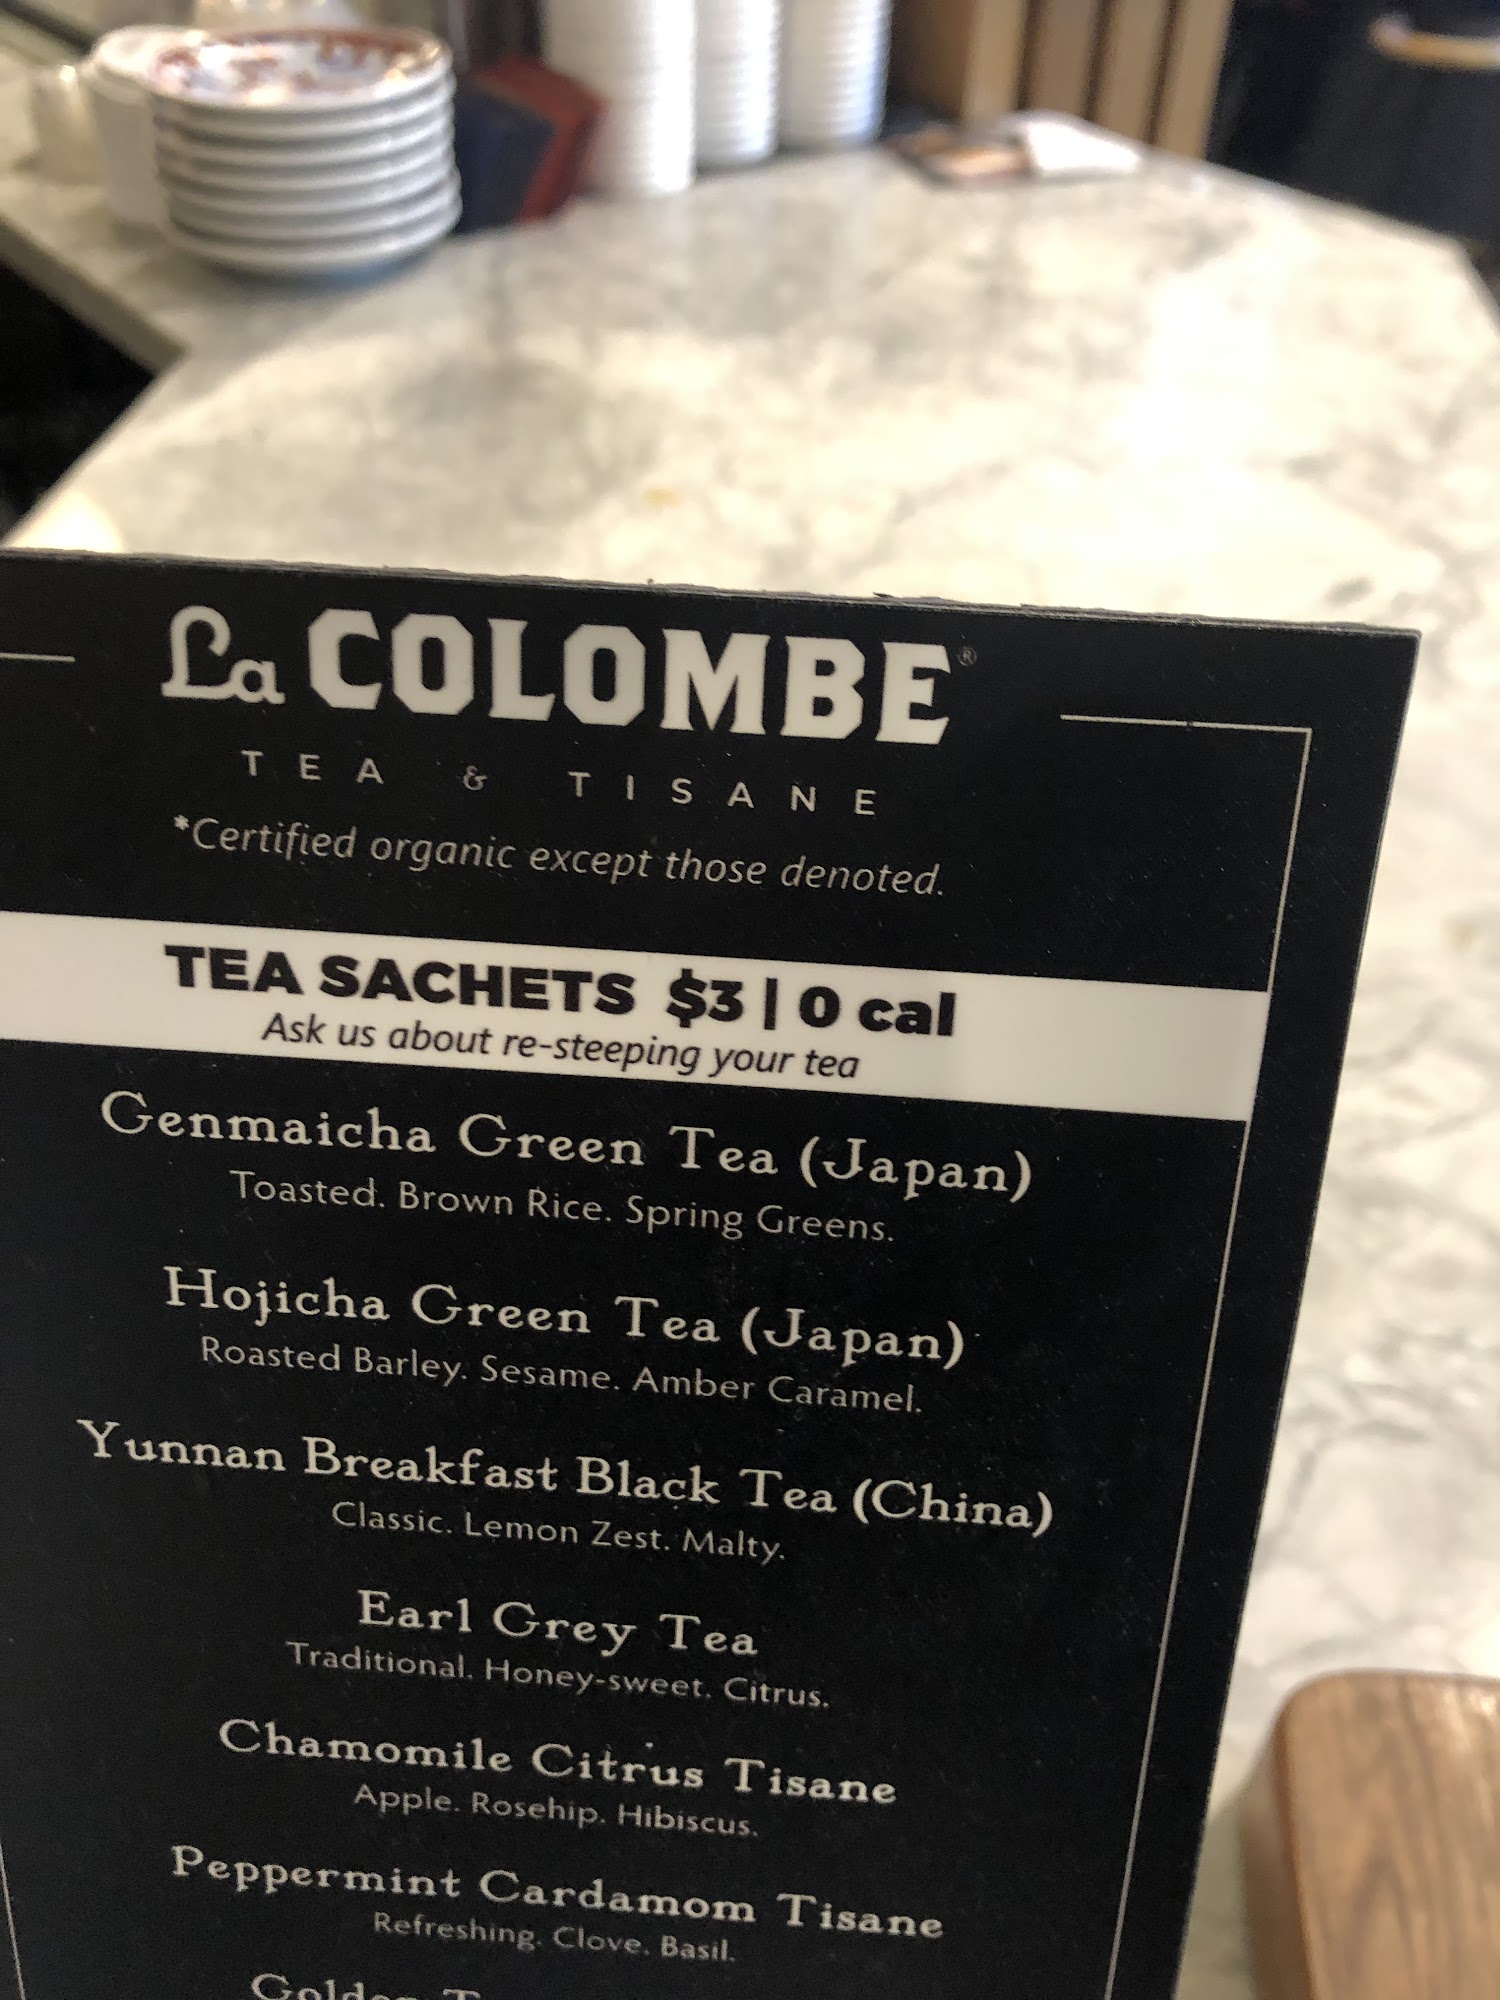 La COLOMBE®
TEA & TISANE
*Certified organic except those denoted.
TEA SACHETS $3 | 0 cal
Ask us about re-steeping your tea
Genmaicha Green Tea (Japan)
Toasted. Brown Rice. Spring Greens.
Hojicha Green Tea (Japan)
Roasted Barley. Sesame. Amber Caramel.
Yunnan Breakfast Black Tea (China)
Classic. Lemon Zest. Malty.
Earl Grey Tea
Traditional. Honey-sweet. Citrus.
Chamomile Citrus Tisane
Apple. Rosehip. Hibiscus.
Peppermint Cardamom Tisane
Refreshing. Clove. Basil.